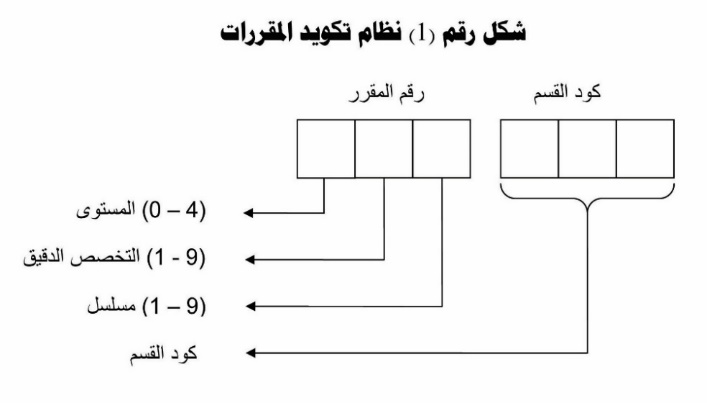 شكل رقم (1) نظام تكويد المقررات
كود القسم
رقم المقرر
(0 – 4) المستوى
(1 - 9) التخصص الدقيق
(1 – 9) مسلسل
كود القسم